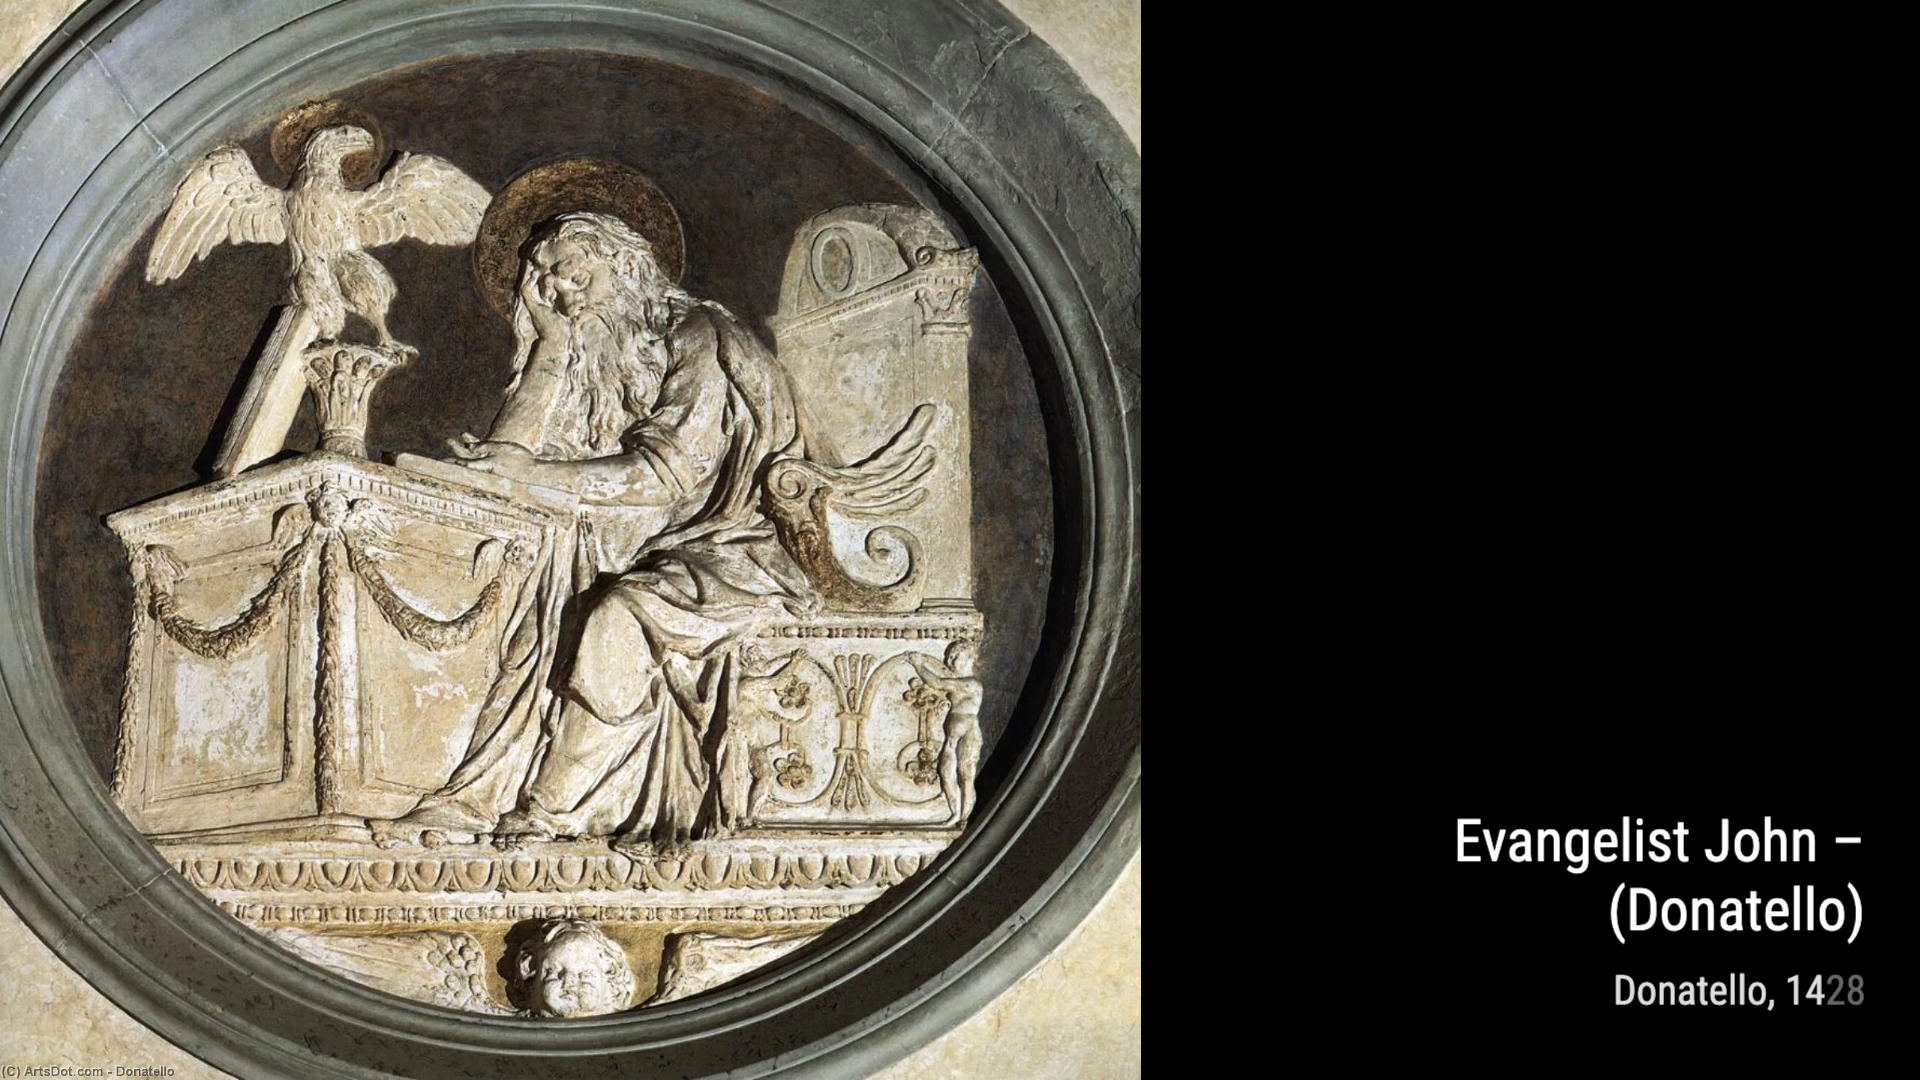 Evangelist John –
(Donatello)
Donatello, 1428
(C) ArtsDot.com - Donatello